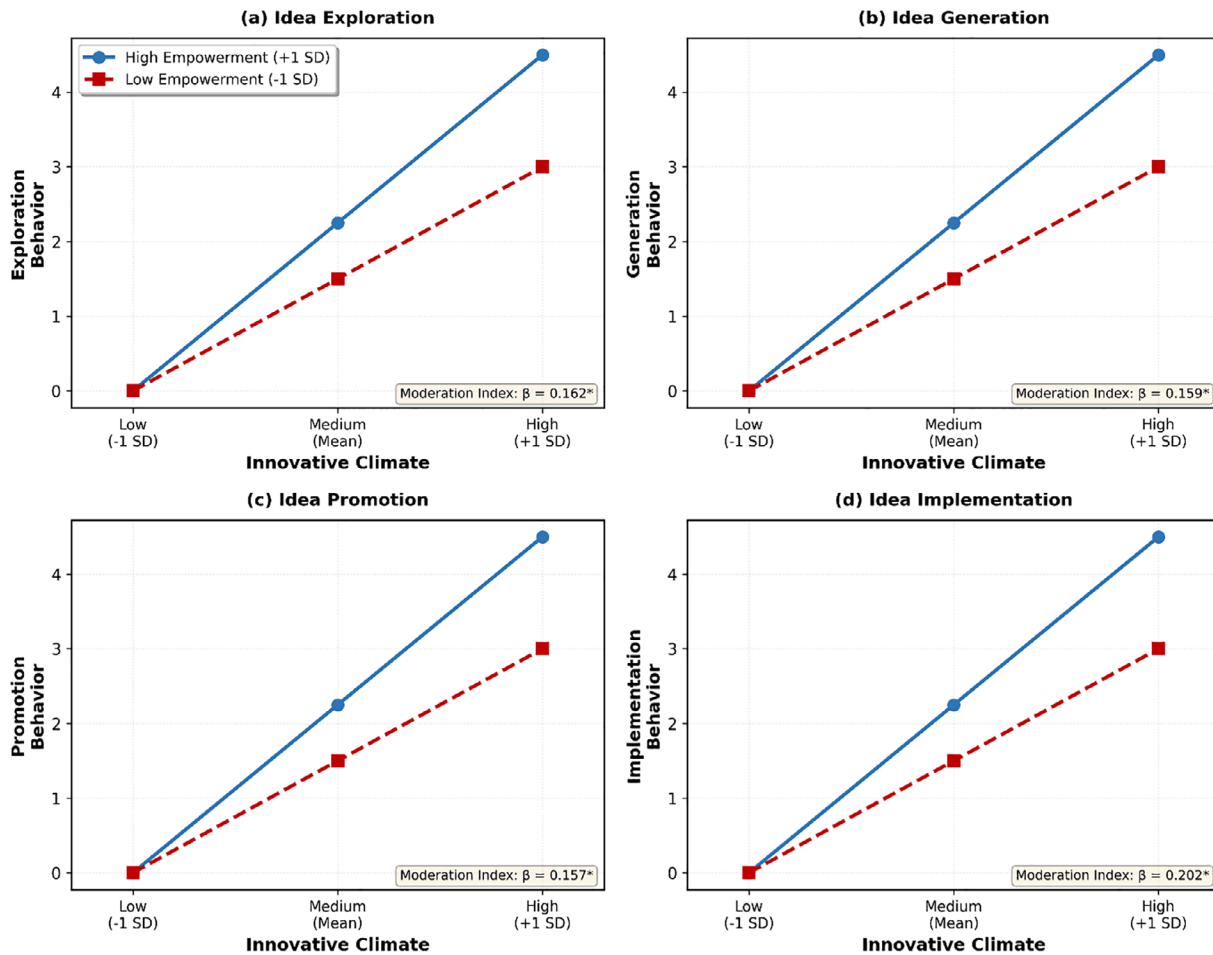 (a) Idea Exploration
High Empowerment (+1 SD)
Low Empowerment (-1 SD)
Exploration
Behavior
4
3
2
1
0
Moderation Index: β = 0.162*
Low
(-1 SD)
Medium
(Mean)
High
(+1 SD)
Innovative Climate
(b) Idea Generation
Generation
Behavior
4
3
2
1
0
Moderation Index: β = 0.159*
Low
(-1 SD)
Medium
(Mean)
High
(+1 SD)
Innovative Climate
(c) Idea Promotion
Promotion
Behavior
4
3
2
1
0
Moderation Index: β = 0.157*
Low
(-1 SD)
Medium
(Mean)
High
(+1 SD)
Innovative Climate
(d) Idea Implementation
Implementation
Behavior
4
3
2
1
0
Moderation Index: β = 0.202*
Low
(-1 SD)
Medium
(Mean)
High
(+1 SD)
Innovative Climate